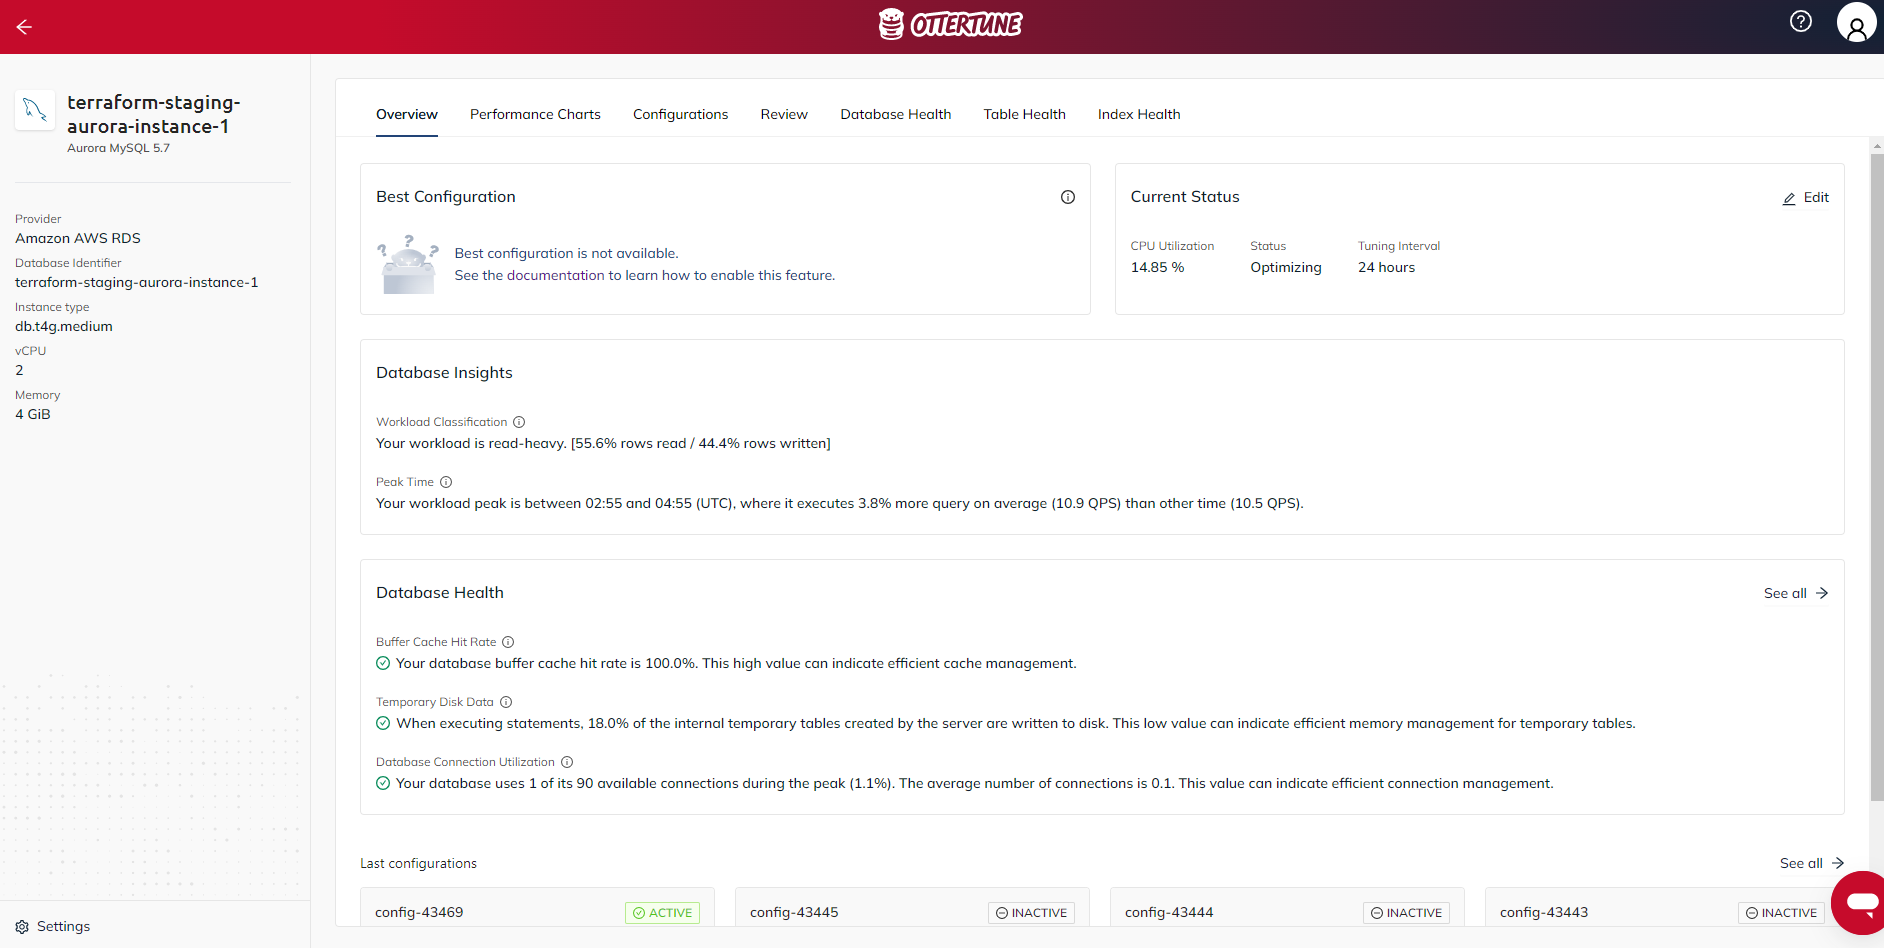 OTTERTUNE
terraform-staging-
aurora-instance-1
Aurora MySQL 5.7
Provider
Amazon AWS RDS
Database Identifier
terraform-staging-aurora-instance-1
Instance type
db.t4g.medium
vCPU
2
Memory
4 GiB
Settings
Overview Performance Charts Configurations Review Database Health Table Health Index Health
Best Configuration
Best configuration is not available.
See the documentation to learn how to enable this feature.
Current Status
Edit
CPU Utilization Status Tuning Interval
14.85 % Optimizing 24 hours
Database Insights
Workload Classification
Your workload is read-heavy. [55.6% rows read / 44.4% rows written]
Peak Time
Your workload peak is between 02:55 and 04:55 (UTC), where it executes 3.8% more query on average (10.9 QPS) than other time (10.5 QPS).
Database Health See all
Buffer Cache Hit Rate
Your database buffer cache hit rate is 100.0%. This high value can indicate efficient cache management.
Temporary Disk Data
When executing statements, 18.0% of the internal temporary tables created by the server are written to disk. This low value can indicate efficient memory management for temporary tables.
Database Connection Utilization
Your database uses 1 of its 90 available connections during the peak (1.1%). The average number of connections is 0.1. This value can indicate efficient connection management.
Last configurations See all
config-43469 ACTIVE
config-43445 INACTIVE
config-43444 INACTIVE
config-43443 INACTIVE